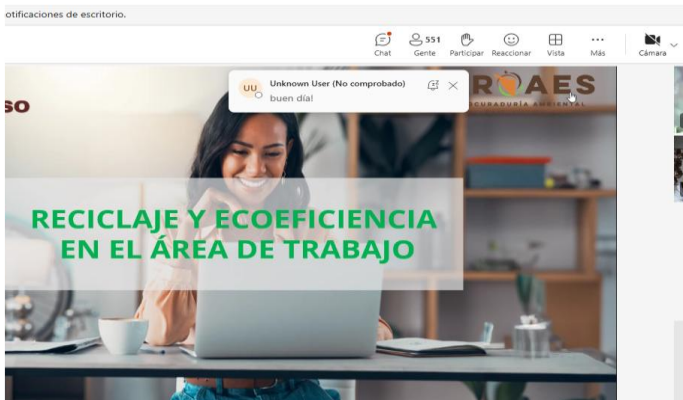 otificaciones de escritorio.
551
Chat Gente Participar Reaccionar Vista Más Cámara
UU Unknown User (No comprobado)
buen día!
AES
CURADURÍA AMBIENTAL
so
RECICLAJE Y ECOEFICIENCIA
EN EL ÁREA DE TRABAJO